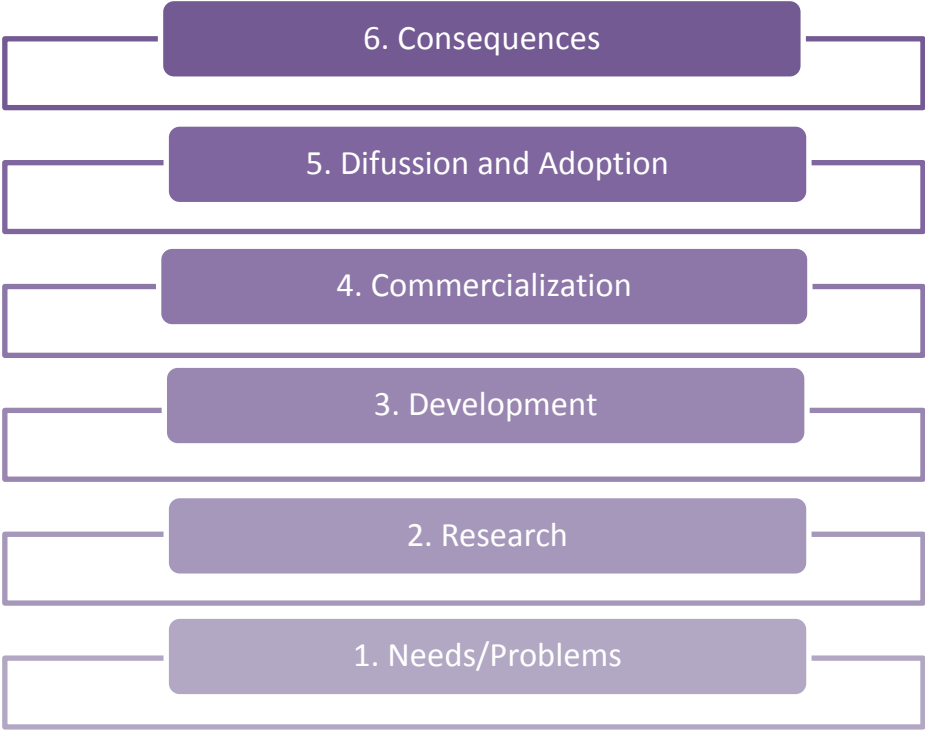 6. Consequences
5. Difussion and Adoption
4. Commercialization
3. Development
2. Research
1. Needs/Problems